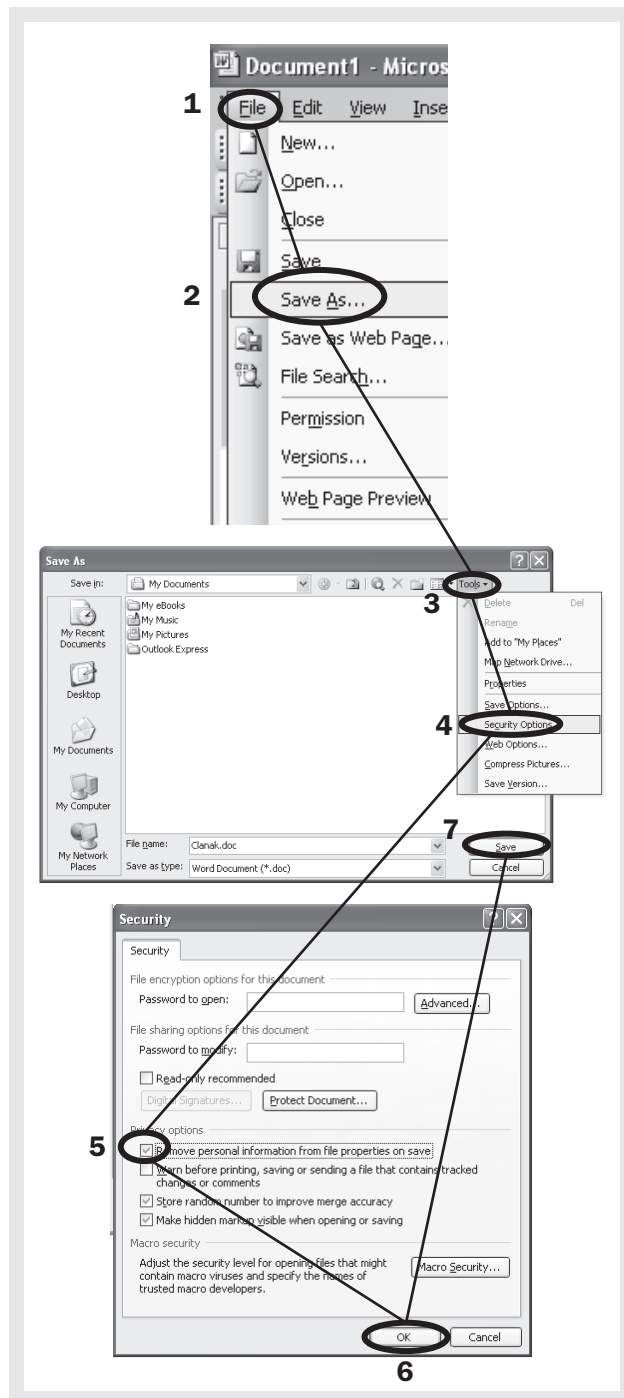 Document1 - Micros
1
File Edit View Inse
New...
Open...
Close
Save
2
Save As...
Save as Web Page...
File Search...
Permission
Versions...
Web Page Preview
Save As
Save in: My Documents Tools
3
My eBooks
My Music
My Pictures
Outlook Express
My Recent
Documents
Desktop
My Documents
My Computer
My Network
Places
Delete Del
Rename
Add to "My Places"
Map Network Drive...
Properties
Save Options...
4
Security Options...
Web Options...
Compress Pictures...
Save Version...
7
File name: Clanak.doc Save
Save as type: Word Document (*.doc) Cancel
Security
Security
File encryption options for this document
Password to open: Advanced...
File sharing options for this document
Password to modify:
Read-only recommended
Digital Signatures... Protect Document...
Privacy options
5
Remove personal information from file properties on save
Warn before printing, saving or sending a file that contains tracked
changes or comments
Store random number to improve merge accuracy
Make hidden markup visible when opening or saving
Macro security
Adjust the security level for opening files that might
contain macro viruses and specify the names of
trusted macro developers.
Macro Security...
OK Cancel
6